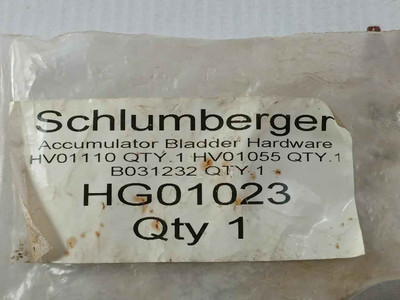 Schlumberger
Accumulator Bladder Hardware
HV01110 QTY.1 HV01055 QTY.1
B031232 QTY.1
HG01023
Qty 1